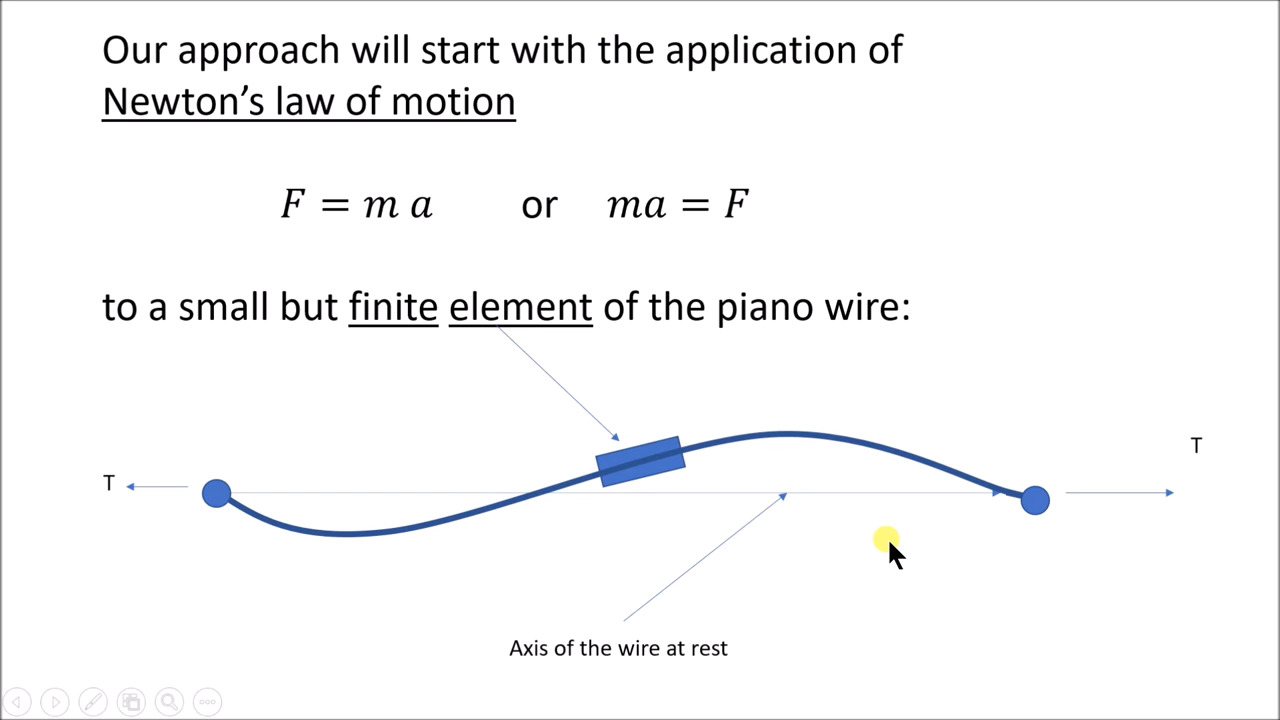 Our approach will start with the application of
Newton’s law of motion
F = m a or ma = F
to a small but finite element of the piano wire:
T
T
Axis of the wire at rest